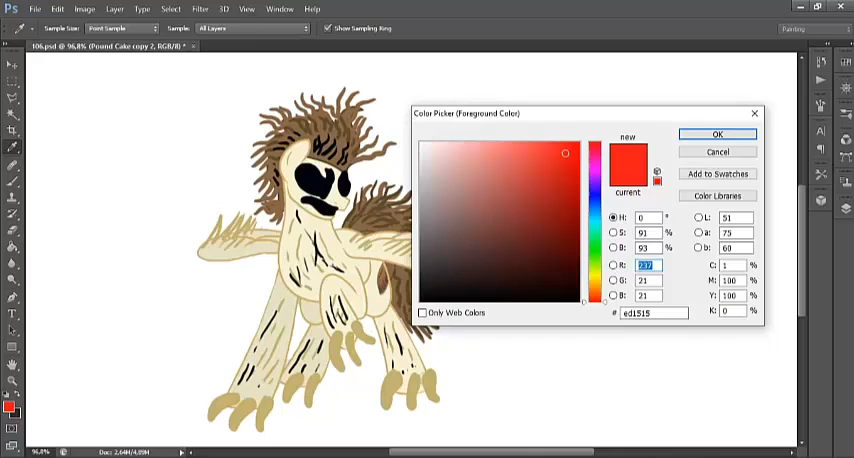 Ps File Edit Image Layer Type Select Filter 3D View Window Help
Sample Size: Point Sample Sample: All Layers Show Sampling Ring Painting
106.psd @ 96,8% (Pound Cake copy 2, RGB/8) * ×
Color Picker (Foreground Color)
new
current
OK
Cancel
Add to Swatches
Color Libraries
H: 0 ° L: 51
S: 91 % a: 75
B: 93 % b: 60
R: 237 C: 1 %
G: 21 M: 100 %
B: 21 Y: 100 %
# ed1515 K: 0 %
Only Web Colors
96,8% Doc: 2,64M/4,09M